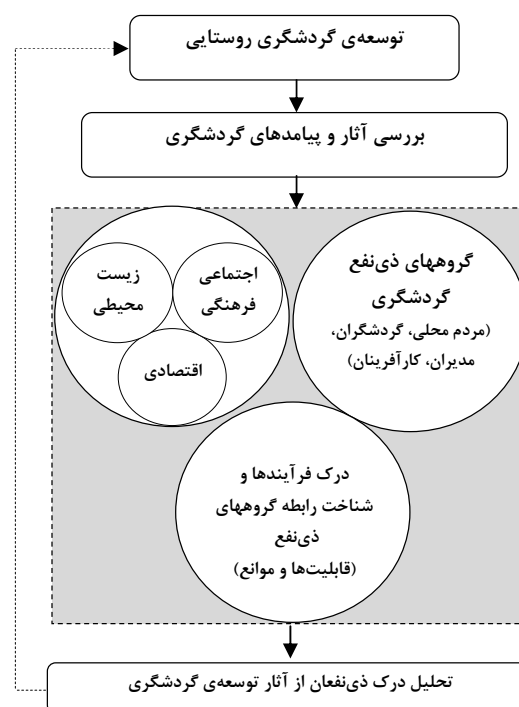 توسعه‌ی گردشگری روستایی
بررسی آثار و پیامدهای گردشگری
گروههای ذی‌نفع
گردشگری
(مردم محلی، گردشگران،
مدیران، کارآفرینان)
اجتماعی
فرهنگی
زیست
محیطی
اقتصادی
درک فرآیندها و
شناخت رابطه گروههای
ذی‌نفع
(قابلیت‌ها و موانع)
تحلیل درک ذی‌نفعان از آثار توسعه‌ی گردشگری